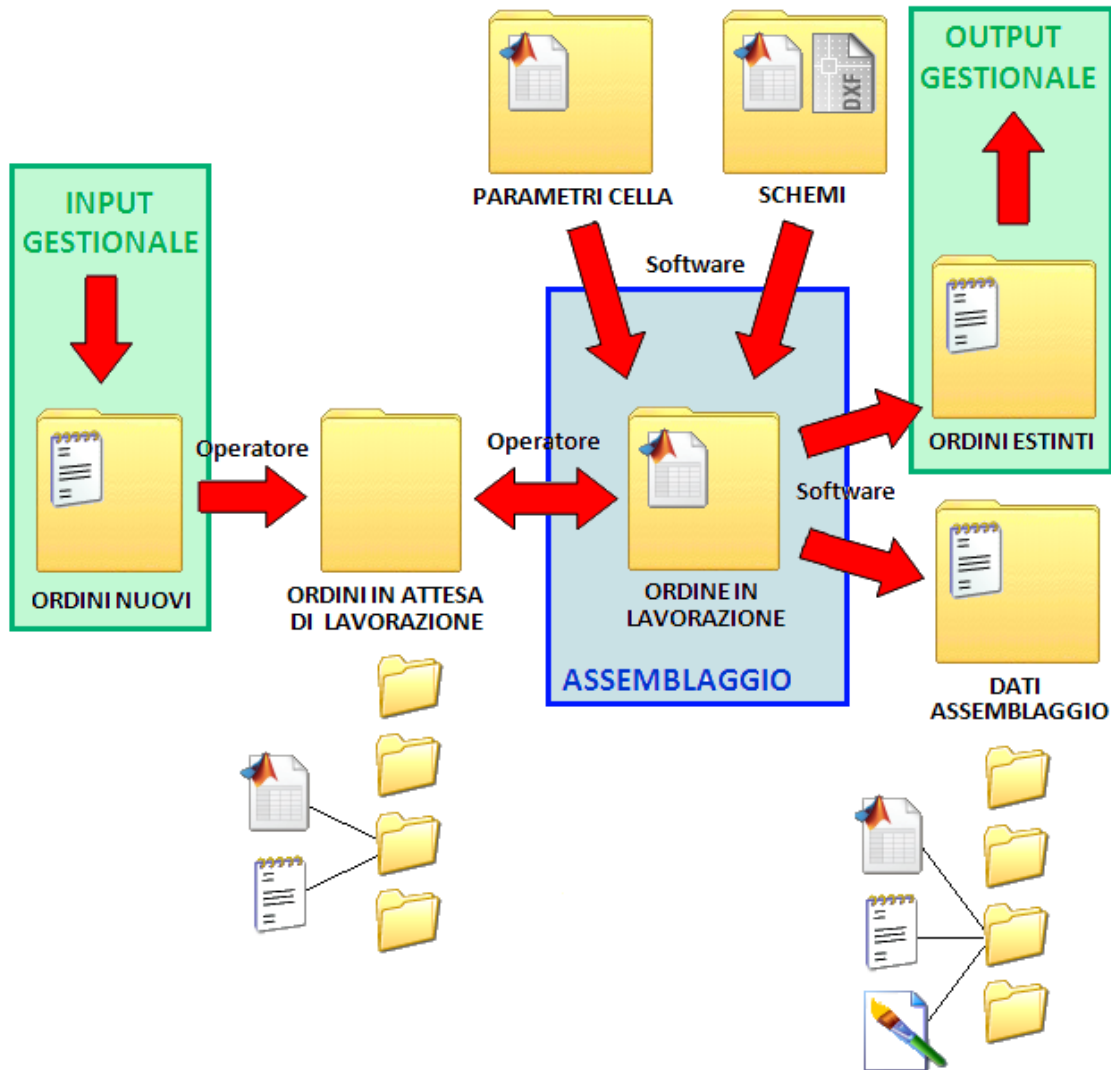 OUTPUT
GESTIONALE
DXF
PARAMETRI CELLA
SCHEMI
INPUT
GESTIONALE
Software
Operatore
Operatore
ORDINI ESTINTI
Software
ORDINI NUOVI
ORDINI IN ATTESA
DI LAVORAZIONE
ORDINE IN
LAVORAZIONE
ASSEMBLAGGIO
DATI
ASSEMBLAGGIO